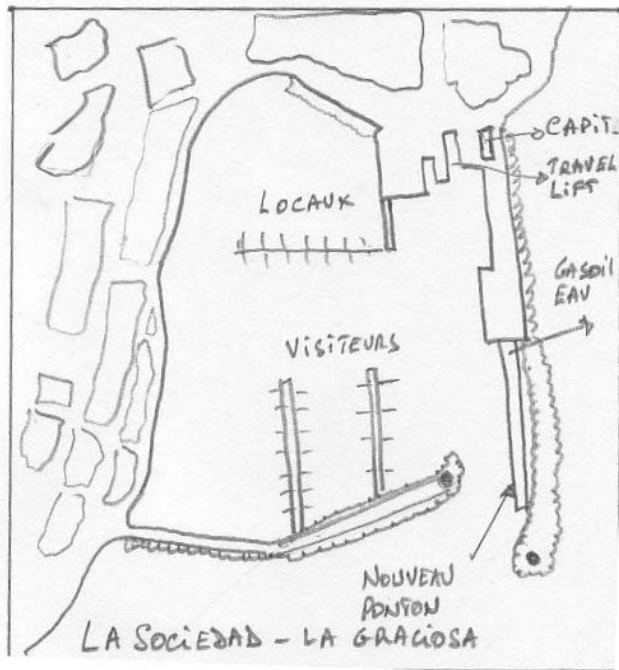 CAPIT.
TRAVEL
LIFT
LOCAUX
GASOIL
EAU
VISITEURS
NOUVEAU
PONTON
LA SOCIEDAD - LA GRACIOSA